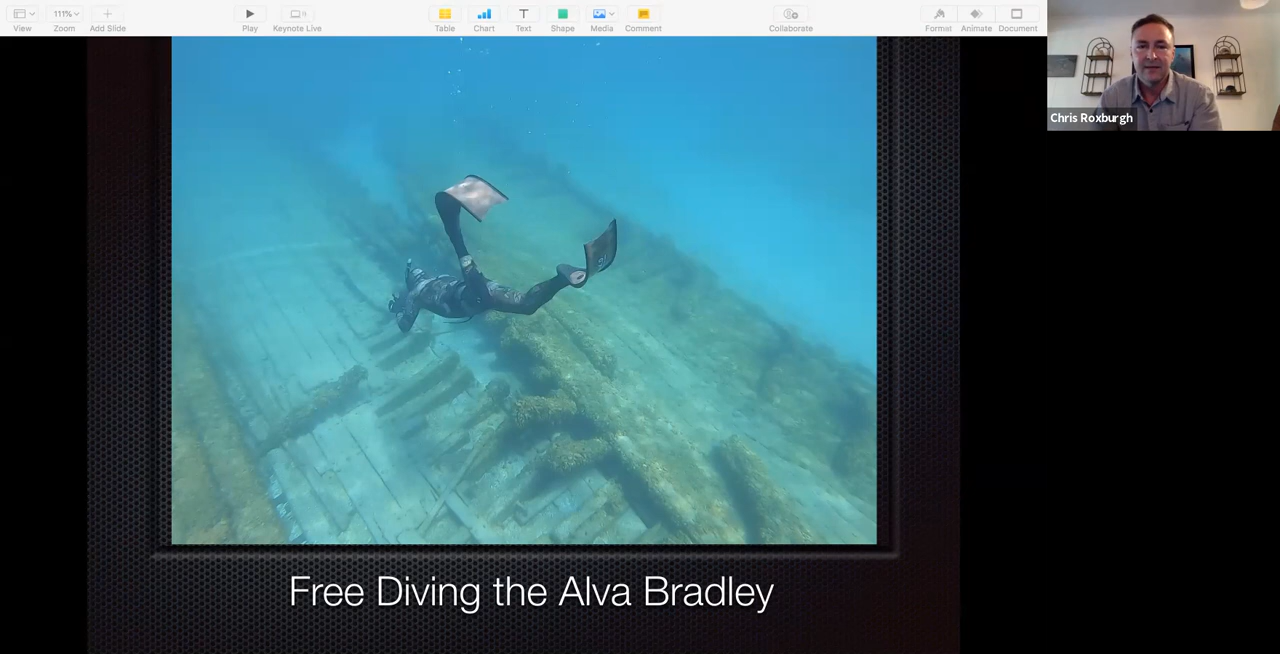 View
111%
Zoom
Add Slide
Play
Keynote Live
Table
Chart
Text
Shape
Media
Comment
Collaborate
Format
Animate
Document
Chris Roxburgh
Free Diving the Alva Bradley